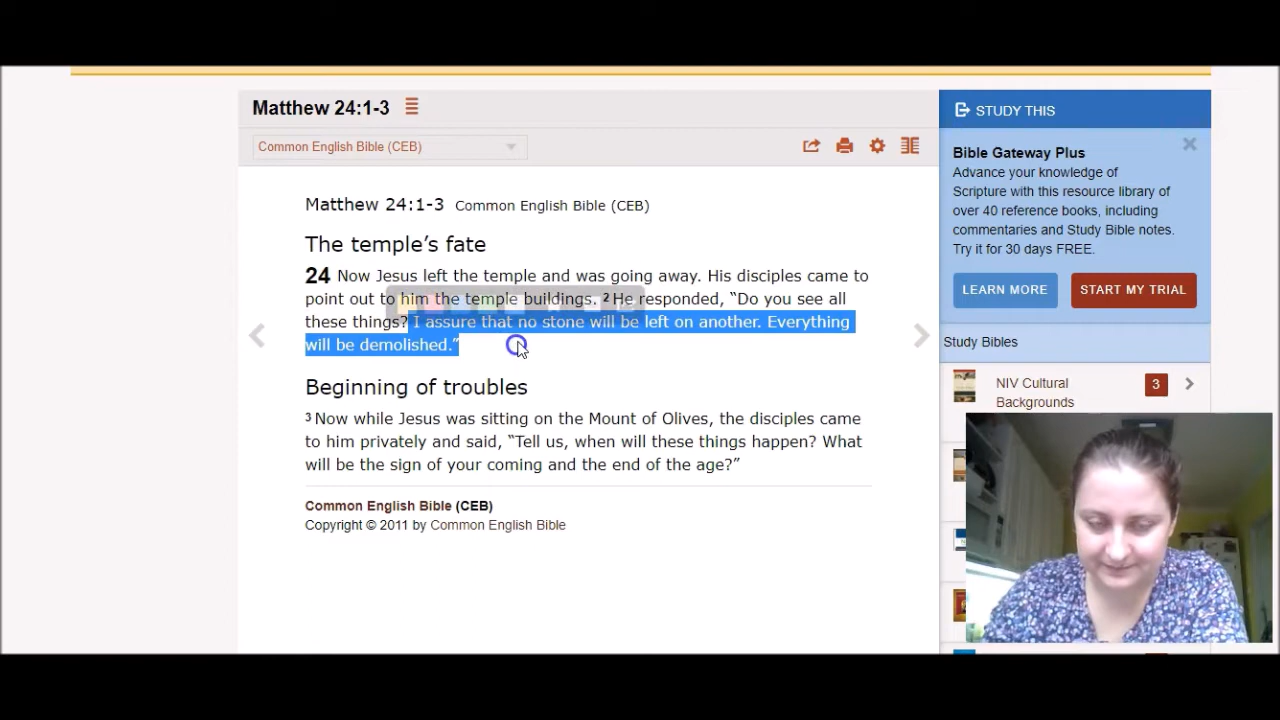 Matthew 24:1-3
Common English Bible (CEB)
Matthew 24:1-3 Common English Bible (CEB)
The temple’s fate
24 Now Jesus left the temple and was going away. His disciples came to
point out to him the temple buildings. 2 He responded, “Do you see all
these things? I assure that no stone will be left on another. Everything
will be demolished.”
Beginning of troubles
3 Now while Jesus was sitting on the Mount of Olives, the disciples came
to him privately and said, “Tell us, when will these things happen? What
will be the sign of your coming and the end of the age?”
Common English Bible (CEB)
Copyright © 2011 by Common English Bible
STUDY THIS
Bible Gateway Plus
Advance your knowledge of
Scripture with this resource library of
over 40 reference books, including
commentaries and Study Bible notes.
Try it for 30 days FREE.
LEARN MORE
START MY TRIAL
Study Bibles
NIV Cultural
Backgrounds
3